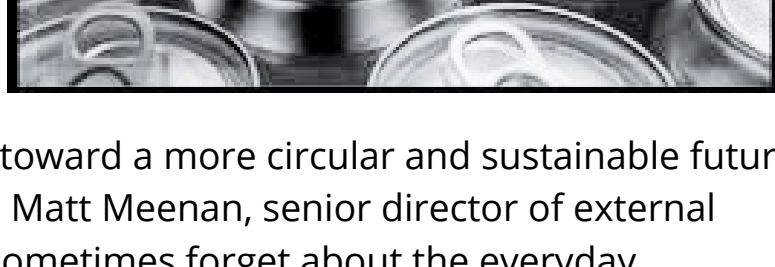 toward a more circular and sustainable futur
Matt Meenan, senior director of external
ometimes forget about the everyday